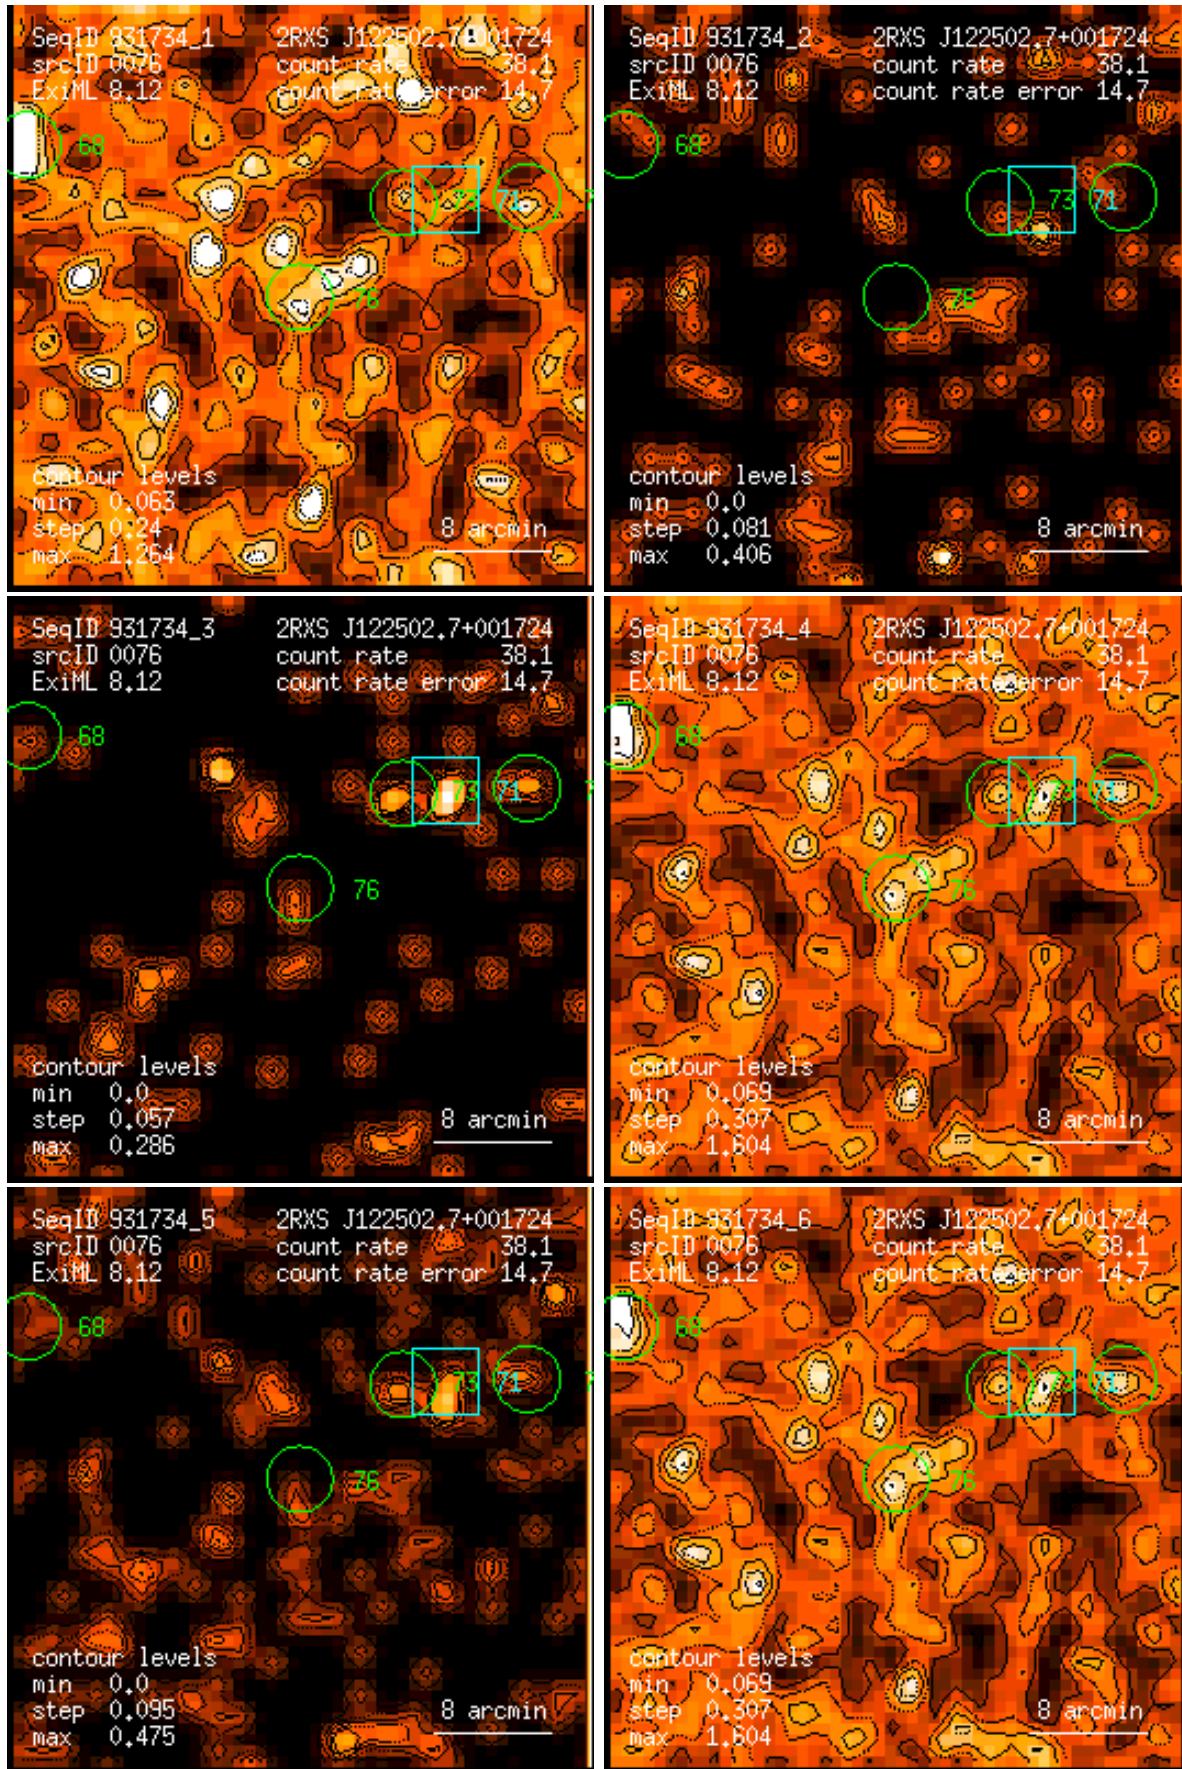 SeqID 931734_1 2RXS J122502.7+001724
srcID 0076 count rate 38.1
ExiML 8.12 count rate error 14.7
68
73 71
76
contour levels
min 0.063
step 0.24
max 1.264
8 arcmin
SeqID 931734_2 2RXS J122502.7+001724
srcID 0076 count rate 38.1
ExiML 8.12 count rate error 14.7
68
73 71
76
contour levels
min 0.0
step 0.081
max 0.406
8 arcmin
SeqID 931734_3 2RXS J122502.7+001724
srcID 0076 count rate 38.1
ExiML 8.12 count rate error 14.7
68
73 71
76
contour levels
min 0.0
step 0.057
max 0.286
8 arcmin
SeqID 931734_4 2RXS J122502.7+001724
srcID 0076 count rate 38.1
ExiML 8.12 count rate error 14.7
68
73 71
76
contour levels
min 0.069
step 0.307
max 1.604
8 arcmin
SeqID 931734_5 2RXS J122502.7+001724
srcID 0076 count rate 38.1
ExiML 8.12 count rate error 14.7
68
73 71
76
contour levels
min 0.0
step 0.095
max 0.475
8 arcmin
SeqID 931734_6 2RXS J122502.7+001724
srcID 0076 count rate 38.1
ExiML 8.12 count rate error 14.7
68
73 71
76
contour levels
min 0.069
step 0.307
max 1.604
8 arcmin